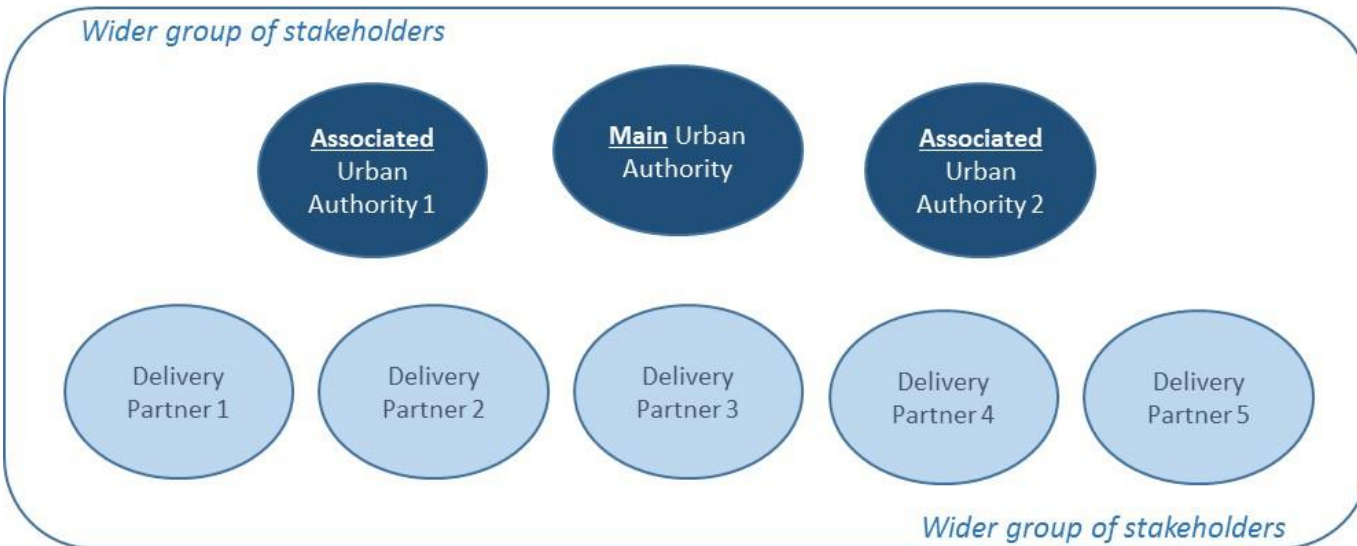 Wider group of stakeholders
Associated
Urban
Authority 1
Main Urban
Authority
Associated
Urban
Authority 2
Delivery
Partner 1
Delivery
Partner 2
Delivery
Partner 3
Delivery
Partner 4
Delivery
Partner 5
Wider group of stakeholders